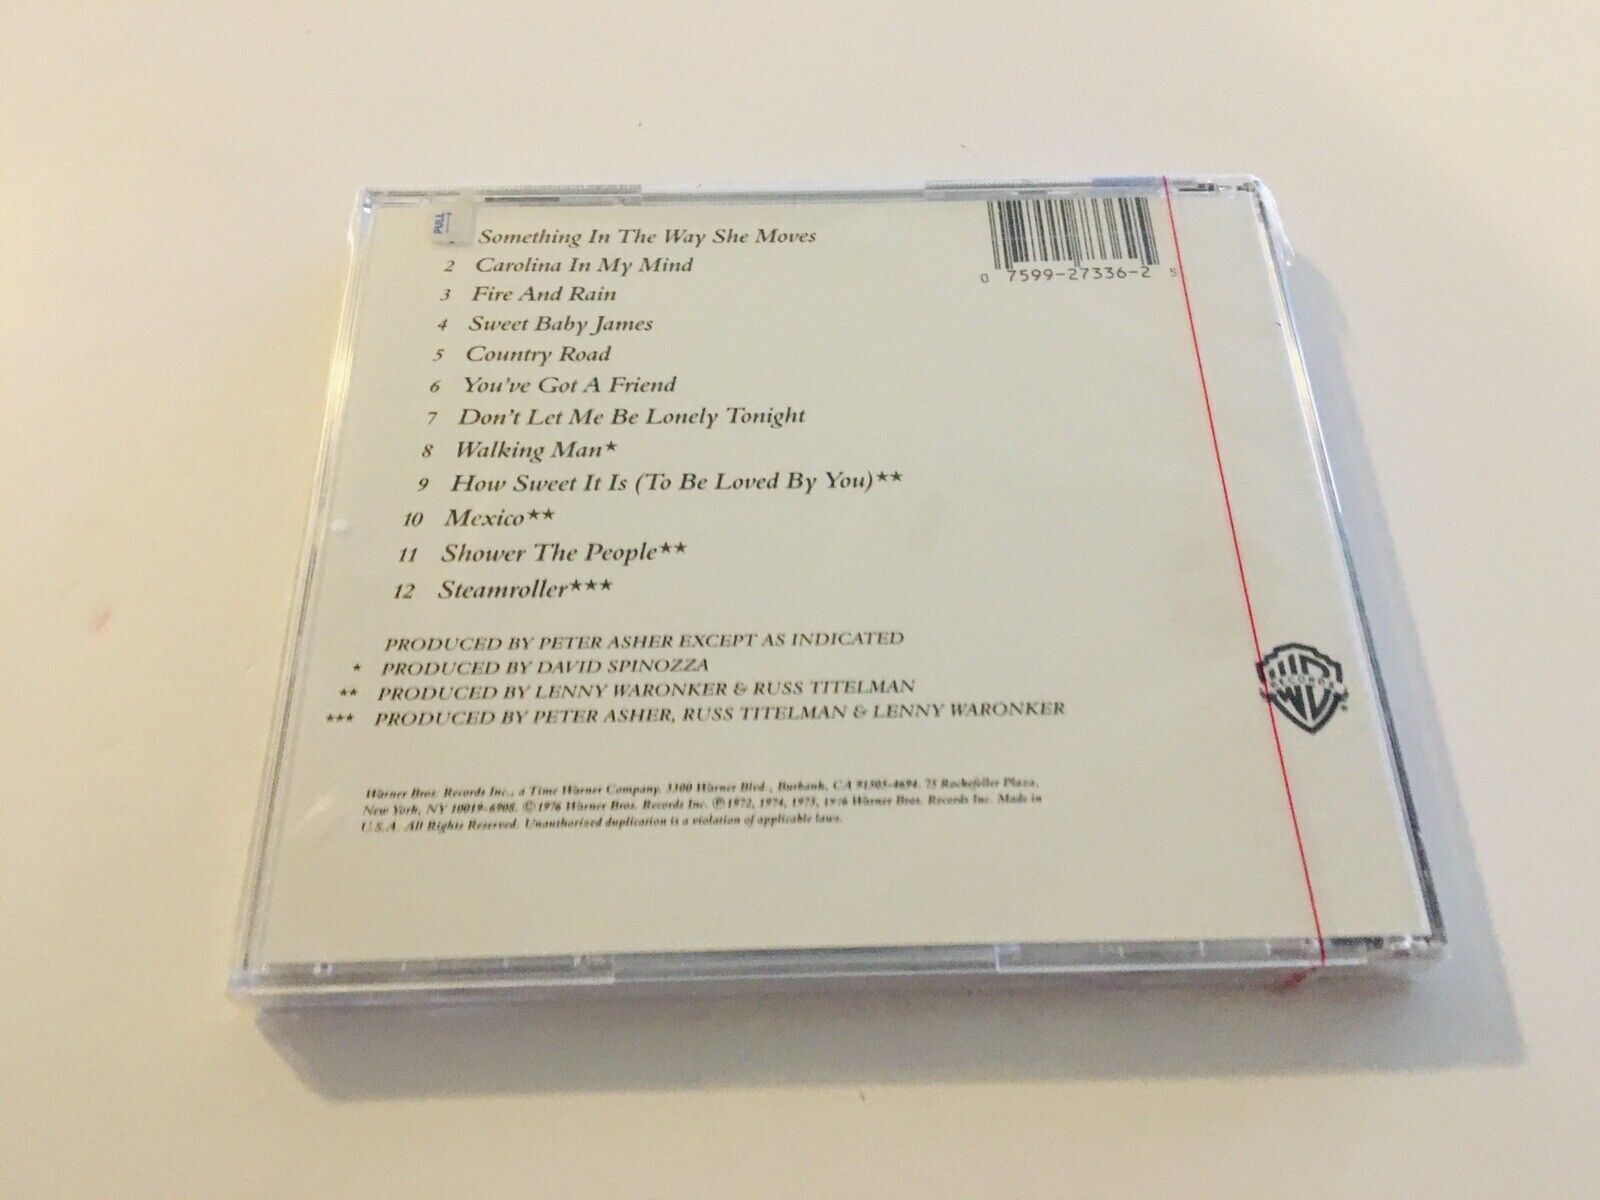 PULL
Something In The Way She Moves
2 Carolina In My Mind
3 Fire And Rain
4 Sweet Baby James
5 Country Road
6 You've Got A Friend
7 Don't Let Me Be Lonely Tonight
8 Walking Man*
9 How Sweet It Is (To Be Loved By You)**
10 Mexico**
11 Shower The People**
12 Steamroller***
0 7599-27336-2 5
PRODUCED BY PETER ASHER EXCEPT AS INDICATED
* PRODUCED BY DAVID SPINOZZA
** PRODUCED BY LENNY WARONKER & RUSS TITELMAN
*** PRODUCED BY PETER ASHER, RUSS TITELMAN & LENNY WARONKER
WB
RECORDS
®
Warner Bros. Records Inc., a Time Warner Company. 3300 Warner Blvd., Burbank, CA 91505-4694. 75 Rockefeller Plaza,
New York, NY 10019-6908. ©1976 Warner Bros. Records Inc. ℗1972, 1974, 1975, 1976 Warner Bros. Records Inc. Made in
U.S.A. All Rights Reserved. Unauthorized duplication is a violation of applicable laws.